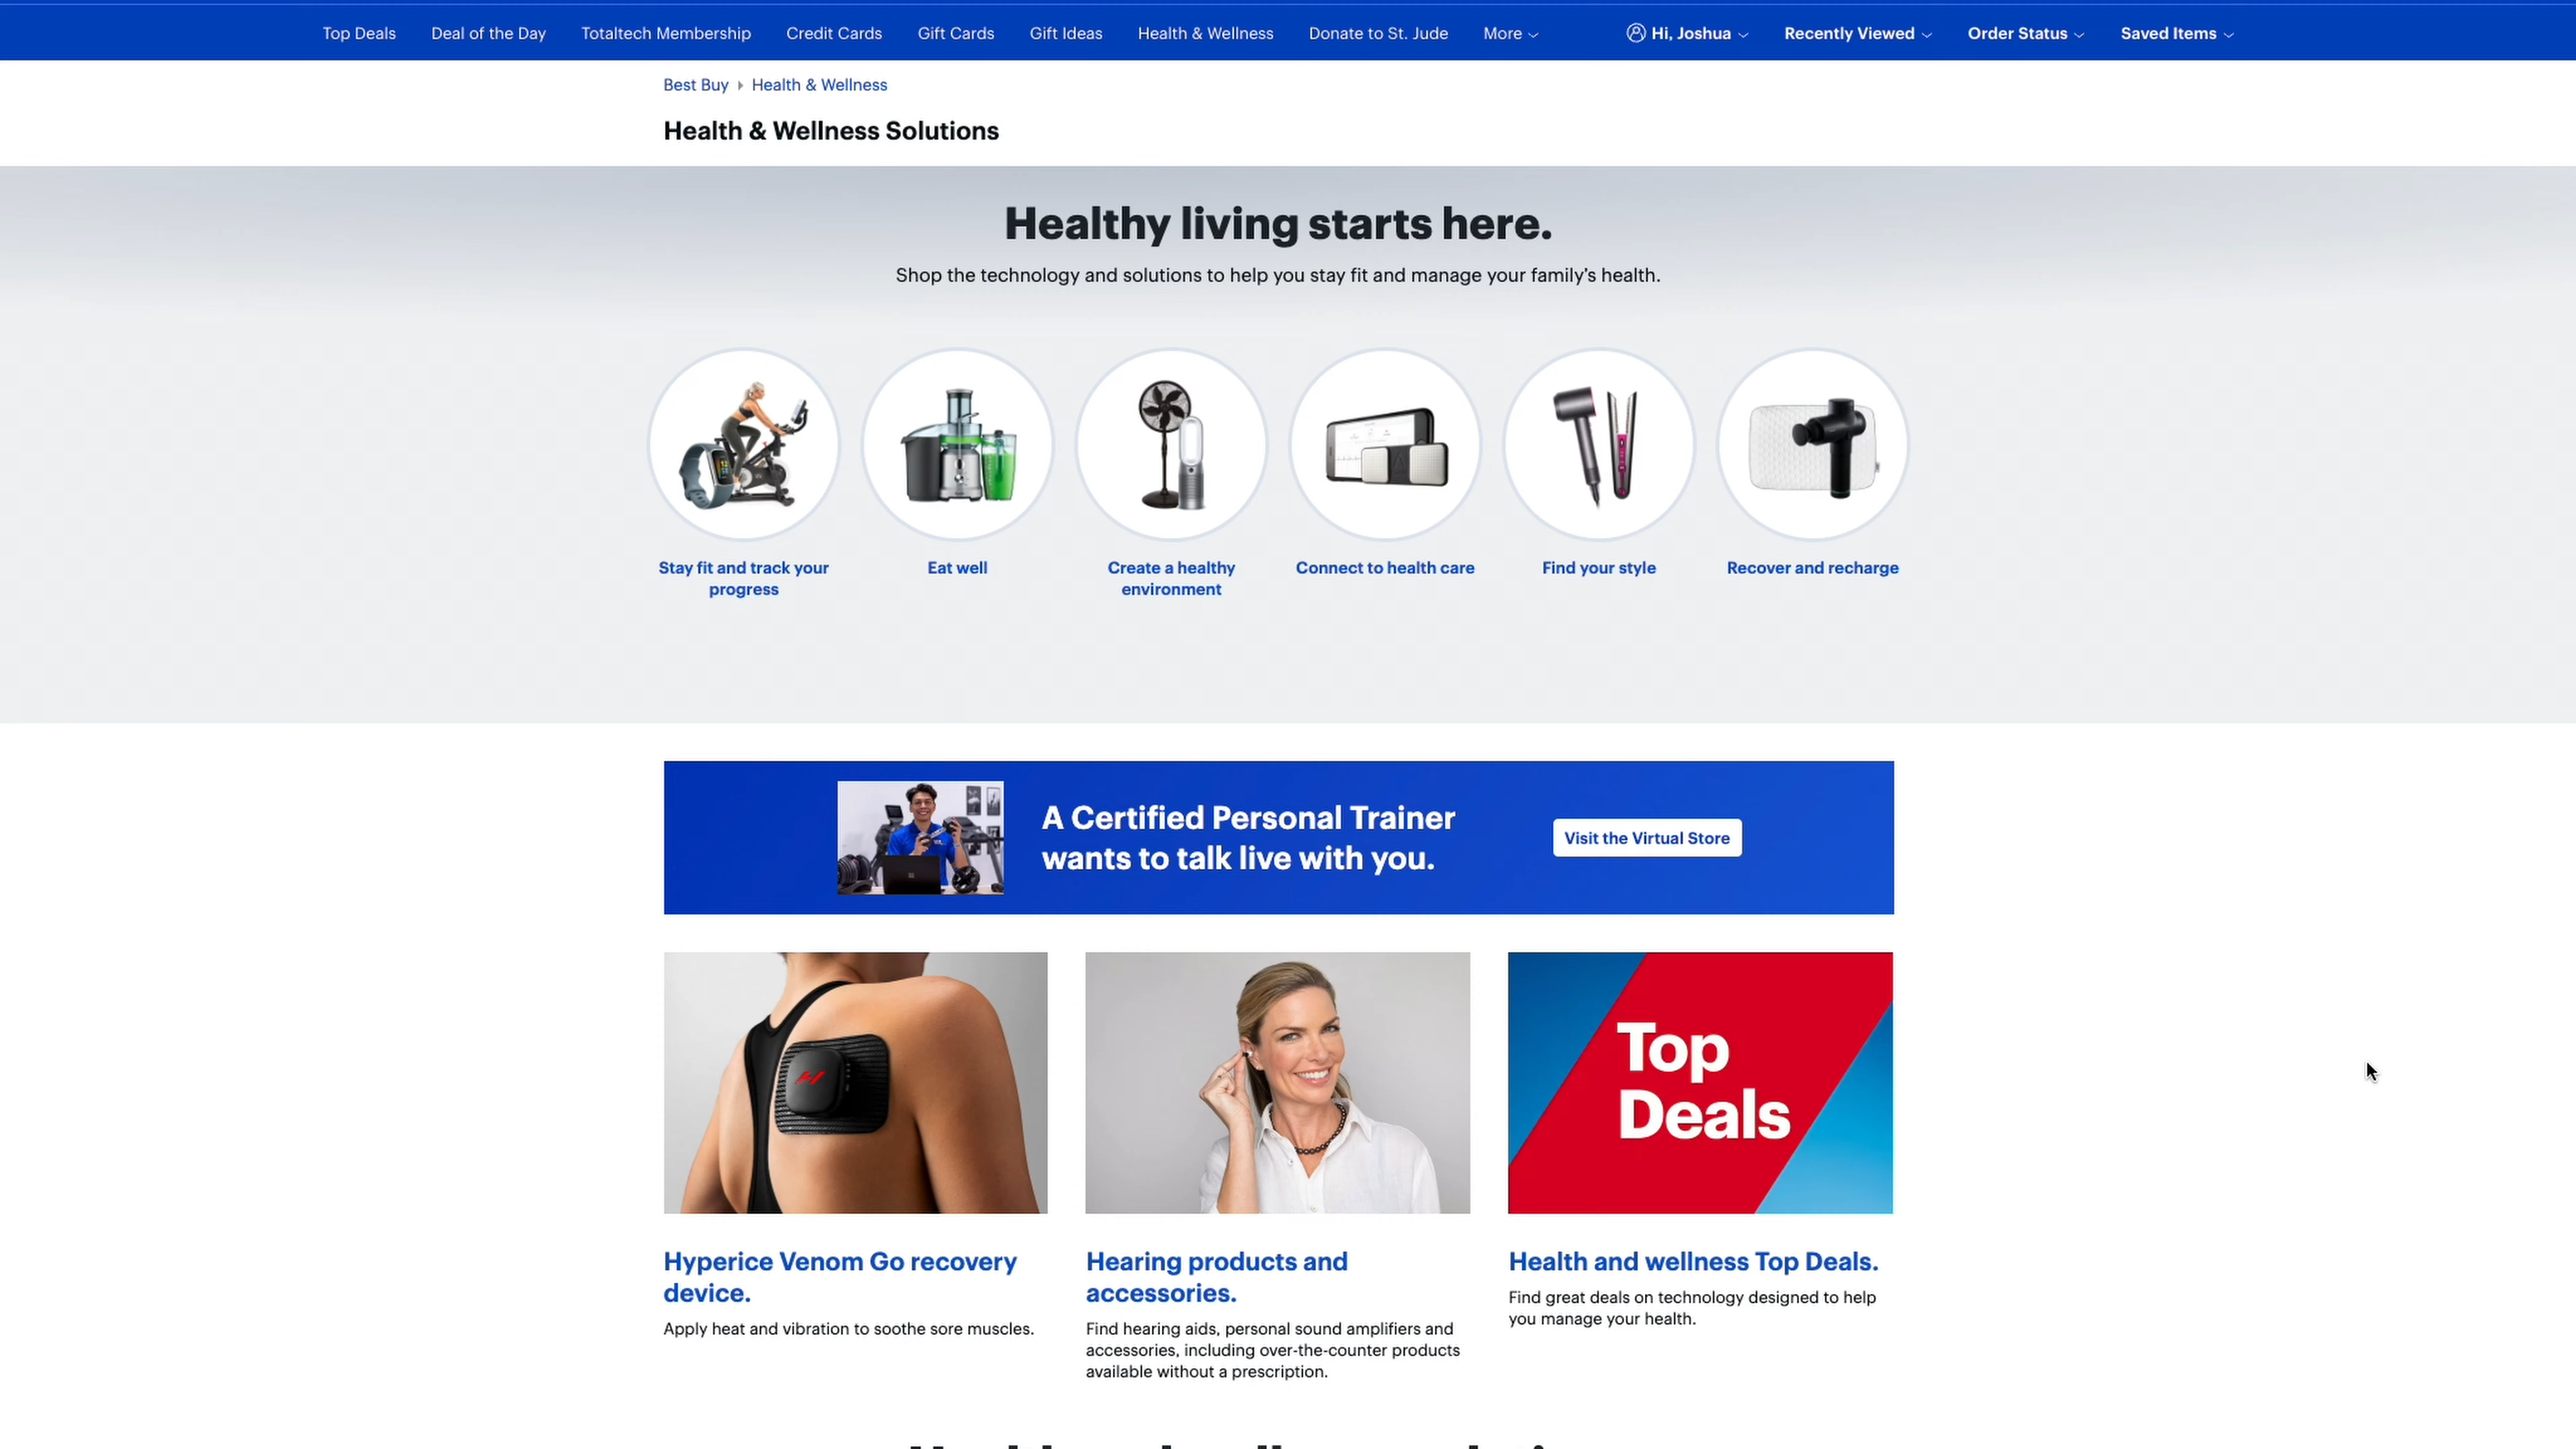 Top Deals Deal of the Day Totaltech Membership Credit Cards Gift Cards Gift Ideas Health & Wellness Donate to St. Jude More Hi, Joshua Recently Viewed Order Status Saved Items
Best Buy Health & Wellness
Health & Wellness Solutions
Healthy living starts here.
Shop the technology and solutions to help you stay fit and manage your family's health.
Stay fit and track your
progress
Eat well
Create a healthy
environment
Connect to health care
Find your style
Recover and recharge
A Certified Personal Trainer
wants to talk live with you.
Visit the Virtual Store
Top
Deals
Hyperice Venom Go recovery
device.
Apply heat and vibration to soothe sore muscles.
Hearing products and
accessories.
Find hearing aids, personal sound amplifiers and
accessories, including over-the-counter products
available without a prescription.
Health and wellness Top Deals.
Find great deals on technology designed to help
you manage your health.